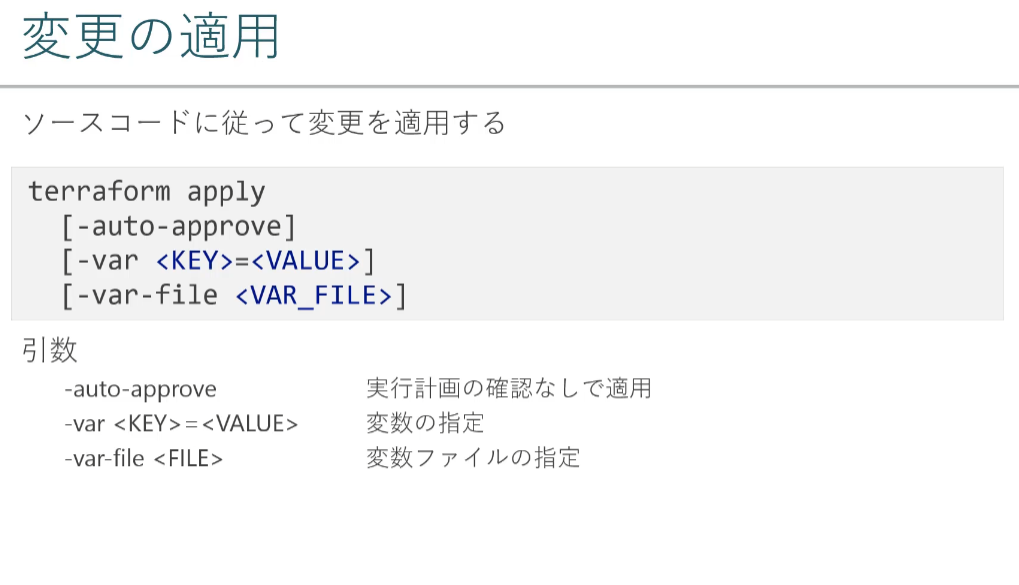 変更の適用
ソースコードに従って変更を適用する
terraform apply
[-auto-approve]
[-var <KEY>=<VALUE>]
[-var-file <VAR_FILE>]
引数
-auto-approve 実行計画の確認なしで適用
-var <KEY>=<VALUE> 変数の指定
-var-file <FILE> 変数ファイルの指定